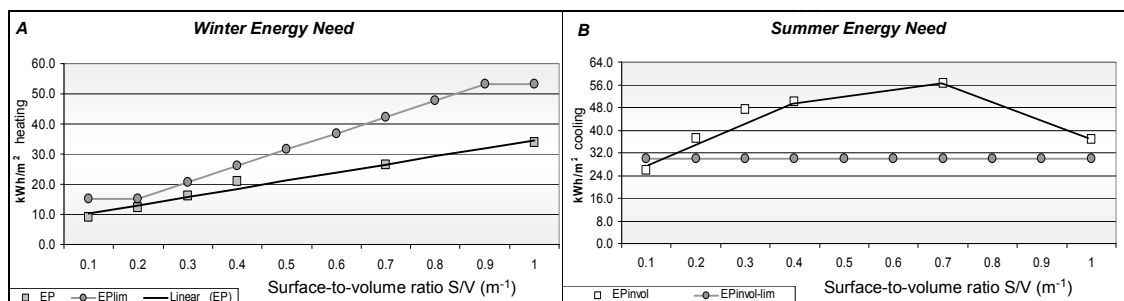 A
Winter Energy Need
kWh/m² heating
60.0
50.0
40.0
30.0
20.0
10.0
0.0
0.1 0.2 0.3 0.4 0.5 0.6 0.7 0.8 0.9 1
Surface-to-volume ratio S/V (m⁻¹)
EP EPlim Linear (EP)
B
Summer Energy Need
kWh/m² cooling
64.0
56.0
48.0
40.0
32.0
24.0
16.0
8.0
0.0
0.1 0.2 0.3 0.4 0.5 0.6 0.7 0.8 0.9 1
Surface-to-volume ratio S/V (m⁻¹)
EPinvol EPinvol-lim